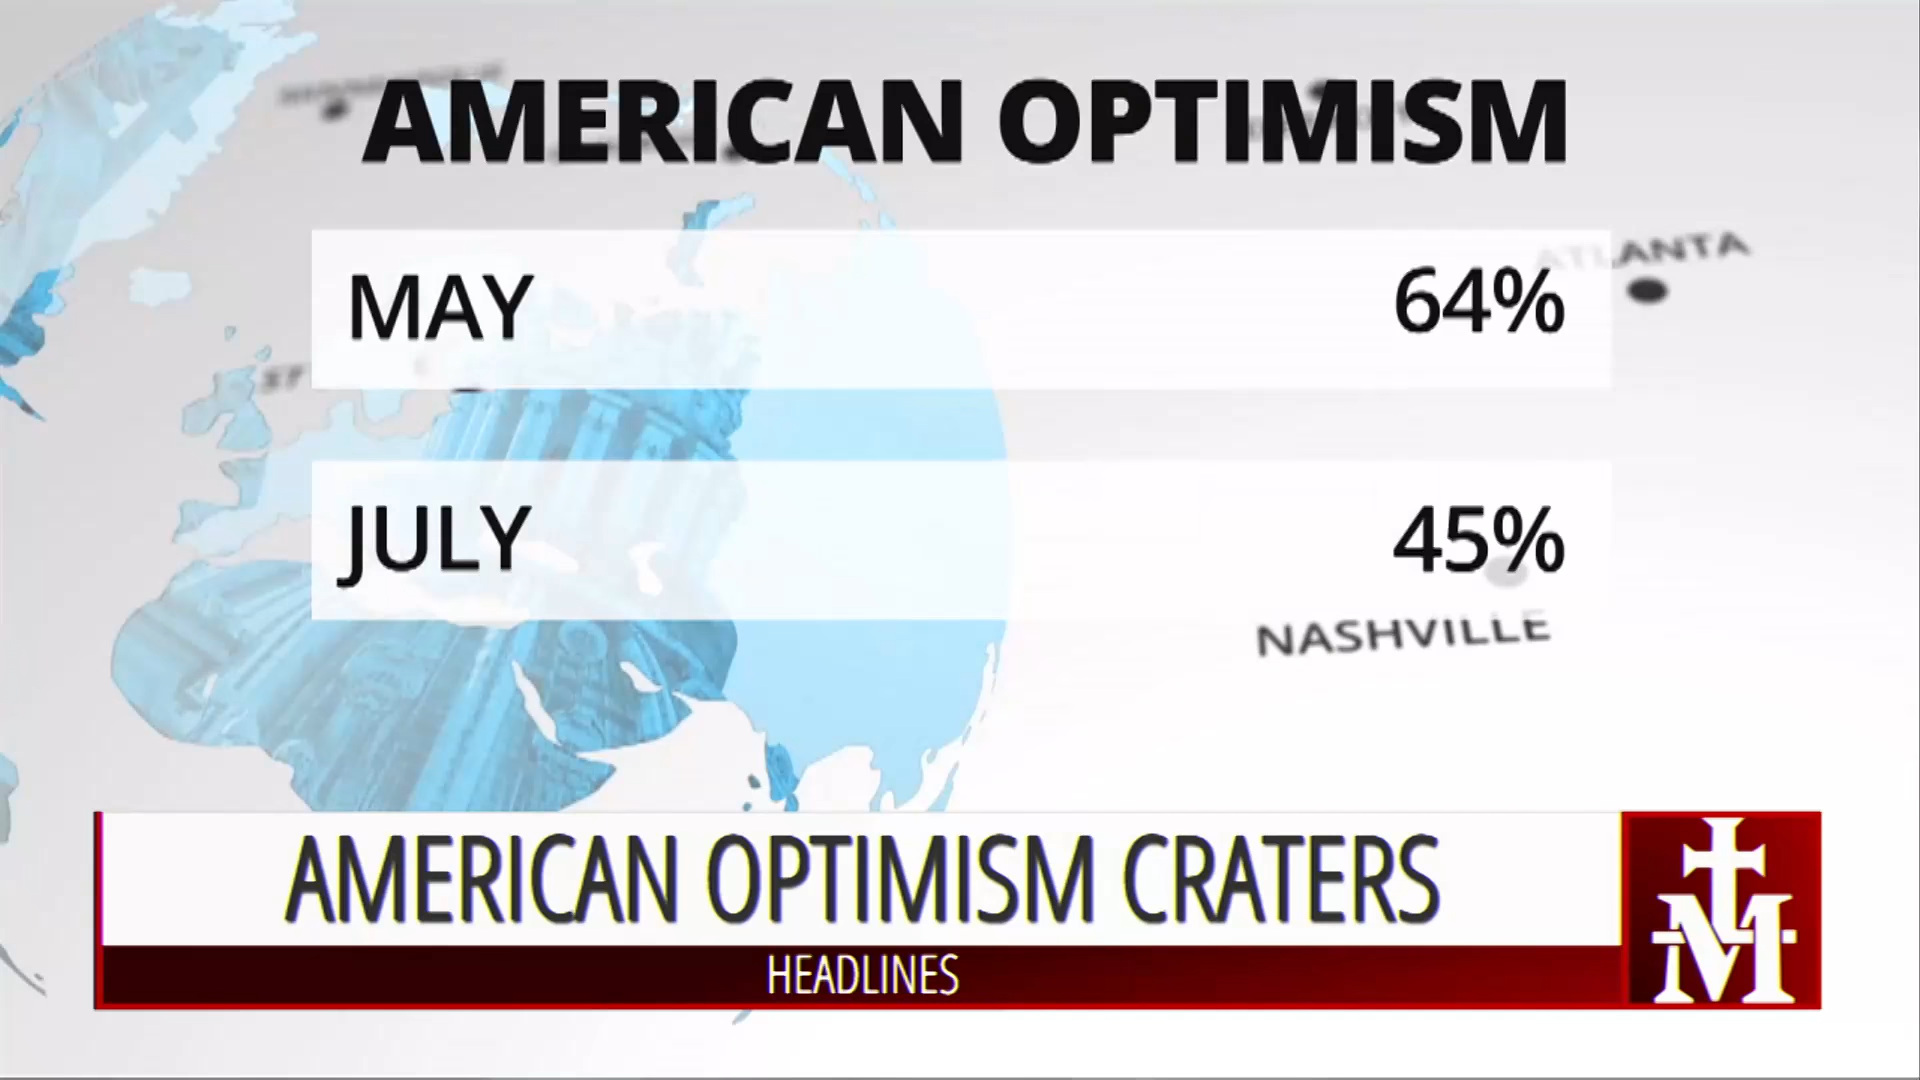 AMERICAN OPTIMISM
MAY 64%
ATLANTA
JULY 45%
NASHVILLE
AMERICAN OPTIMISM CRATERS
HEADLINES